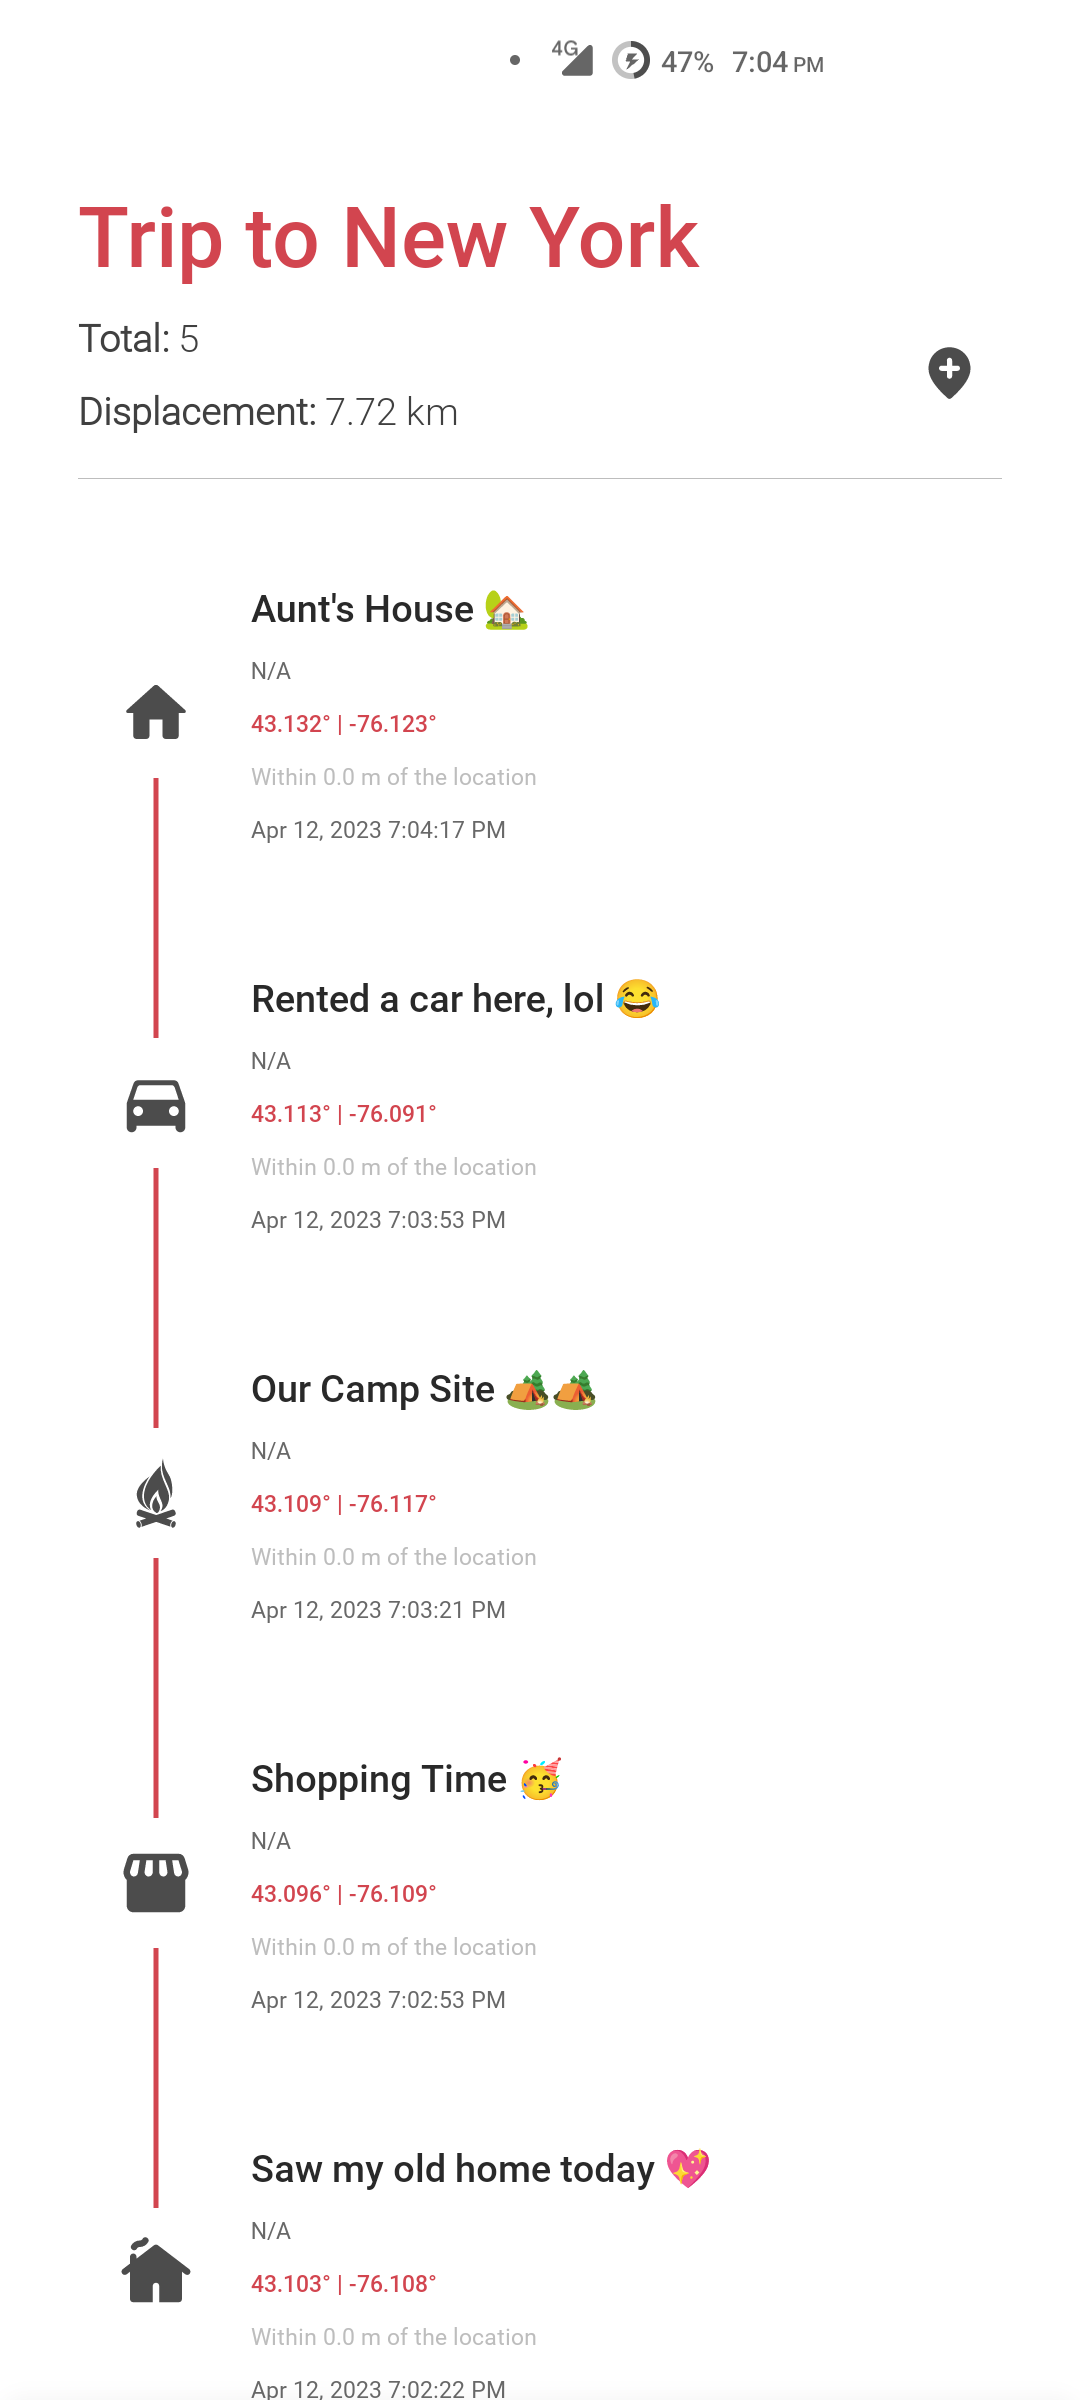 4G 47% 7:04 PM
Trip to New York
Total: 5
Displacement: 7.72 km
Aunt's House 🏡
N/A
43.132° | -76.123°
Within 0.0 m of the location
Apr 12, 2023 7:04:17 PM
Rented a car here, lol 😂
N/A
43.113° | -76.091°
Within 0.0 m of the location
Apr 12, 2023 7:03:53 PM
Our Camp Site 🏕️🏕️
N/A
43.109° | -76.117°
Within 0.0 m of the location
Apr 12, 2023 7:03:21 PM
Shopping Time 🥳
N/A
43.096° | -76.109°
Within 0.0 m of the location
Apr 12, 2023 7:02:53 PM
Saw my old home today 💖
N/A
43.103° | -76.108°
Within 0.0 m of the location
Apr 12, 2023 7:02:22 PM